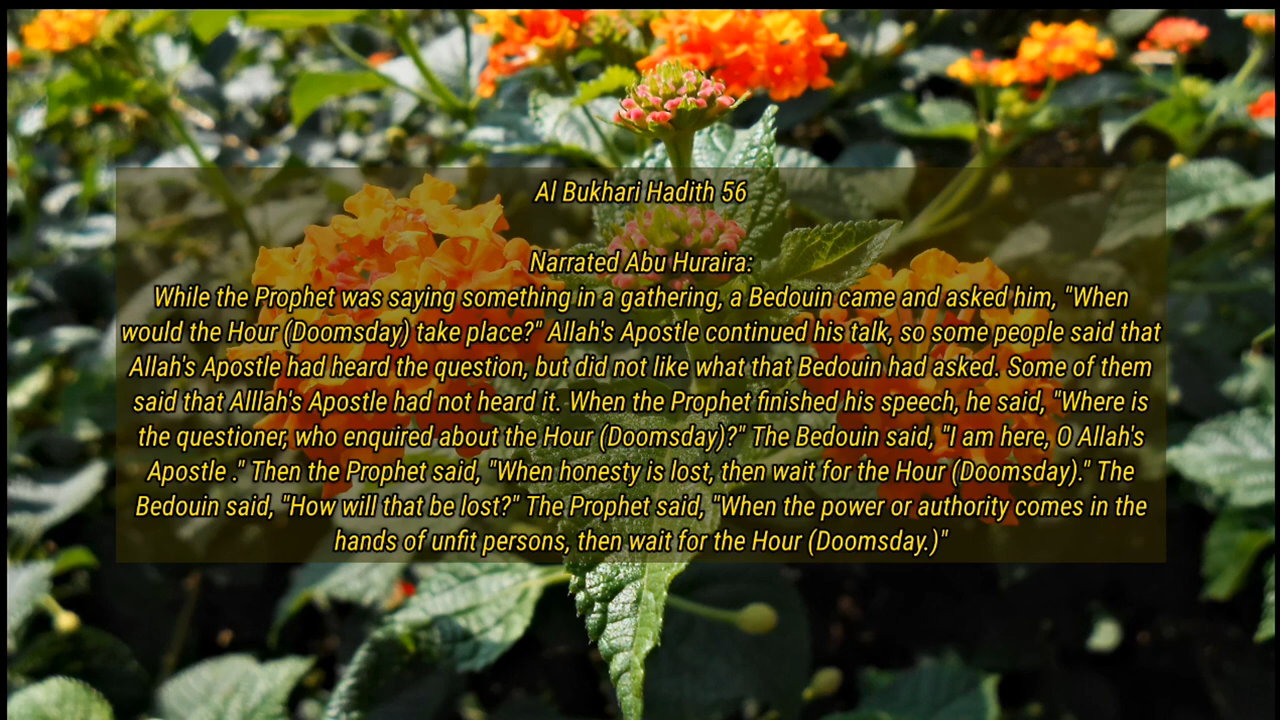 Al Bukhari Hadith 56
Narrated Abu Huraira:
While the Prophet was saying something in a gathering, a Bedouin came and asked him, "When
would the Hour (Doomsday) take place?" Allah's Apostle continued his talk, so some people said that
Allah's Apostle had heard the question, but did not like what that Bedouin had asked. Some of them
said that Alllah's Apostle had not heard it. When the Prophet finished his speech, he said, "Where is
the questioner, who enquired about the Hour (Doomsday)?" The Bedouin said, "I am here, O Allah's
Apostle ." Then the Prophet said, "When honesty is lost, then wait for the Hour (Doomsday)." The
Bedouin said, "How will that be lost?" The Prophet said, "When the power or authority comes in the
hands of unfit persons, then wait for the Hour (Doomsday.)"